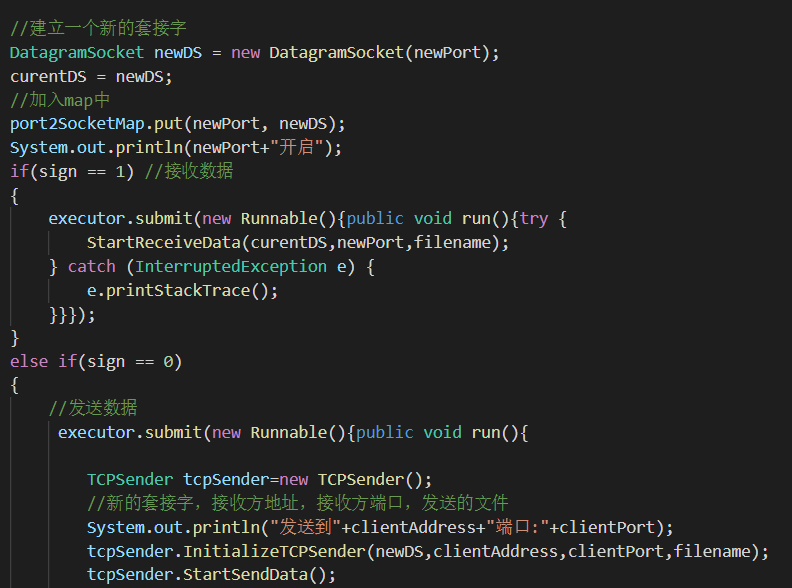 //建立一个新的套接字
DatagramSocket newDS = new DatagramSocket(newPort);
curentDS = newDS;
//加入map中
port2SocketMap.put(newPort, newDS);
System.out.println(newPort+"开启");
if(sign == 1) //接收数据
{
executor.submit(new Runnable(){public void run(){try {
StartReceiveData(curentDS,newPort,filename);
} catch (InterruptedException e) {
e.printStackTrace();
}}});
}
else if(sign == 0)
{
//发送数据
executor.submit(new Runnable(){public void run(){
TCPSender tcpSender=new TCPSender();
//新的套接字，接收方地址，接收方端口，发送的文件
System.out.println("发送到"+clientAddress+"端口:"+clientPort);
tcpSender.InitializeTCPSender(newDS,clientAddress,clientPort,filename);
tcpSender.StartSendData();